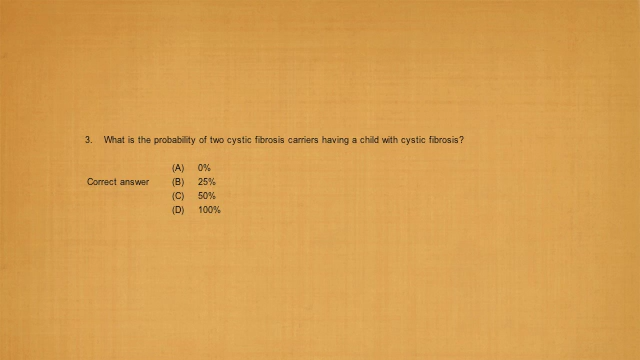 3. What is the probability of two cystic fibrosis carriers having a child with cystic fibrosis?
(A) 0%
Correct answer (B) 25%
(C) 50%
(D) 100%